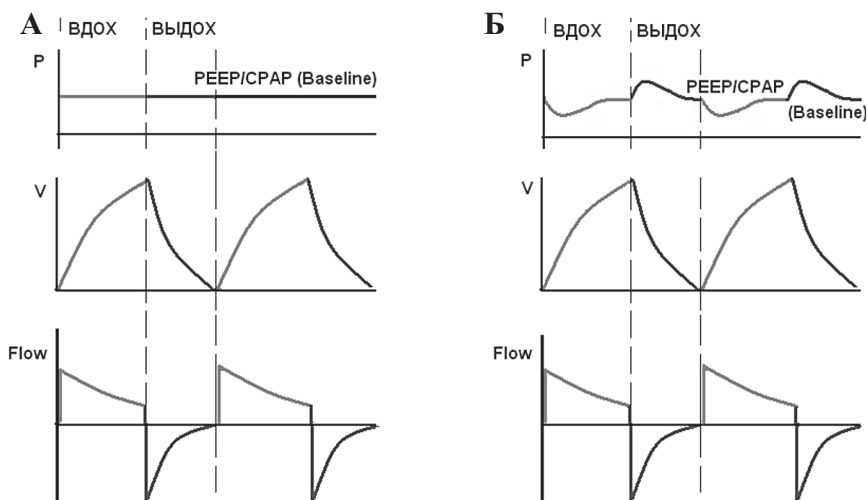 А
ВДОХ ВЫДОХ
P
PEEP/CPAP (Baseline)
V
Flow
Б
ВДОХ ВЫДОХ
P
PEEP/CPAP
(Baseline)
V
Flow